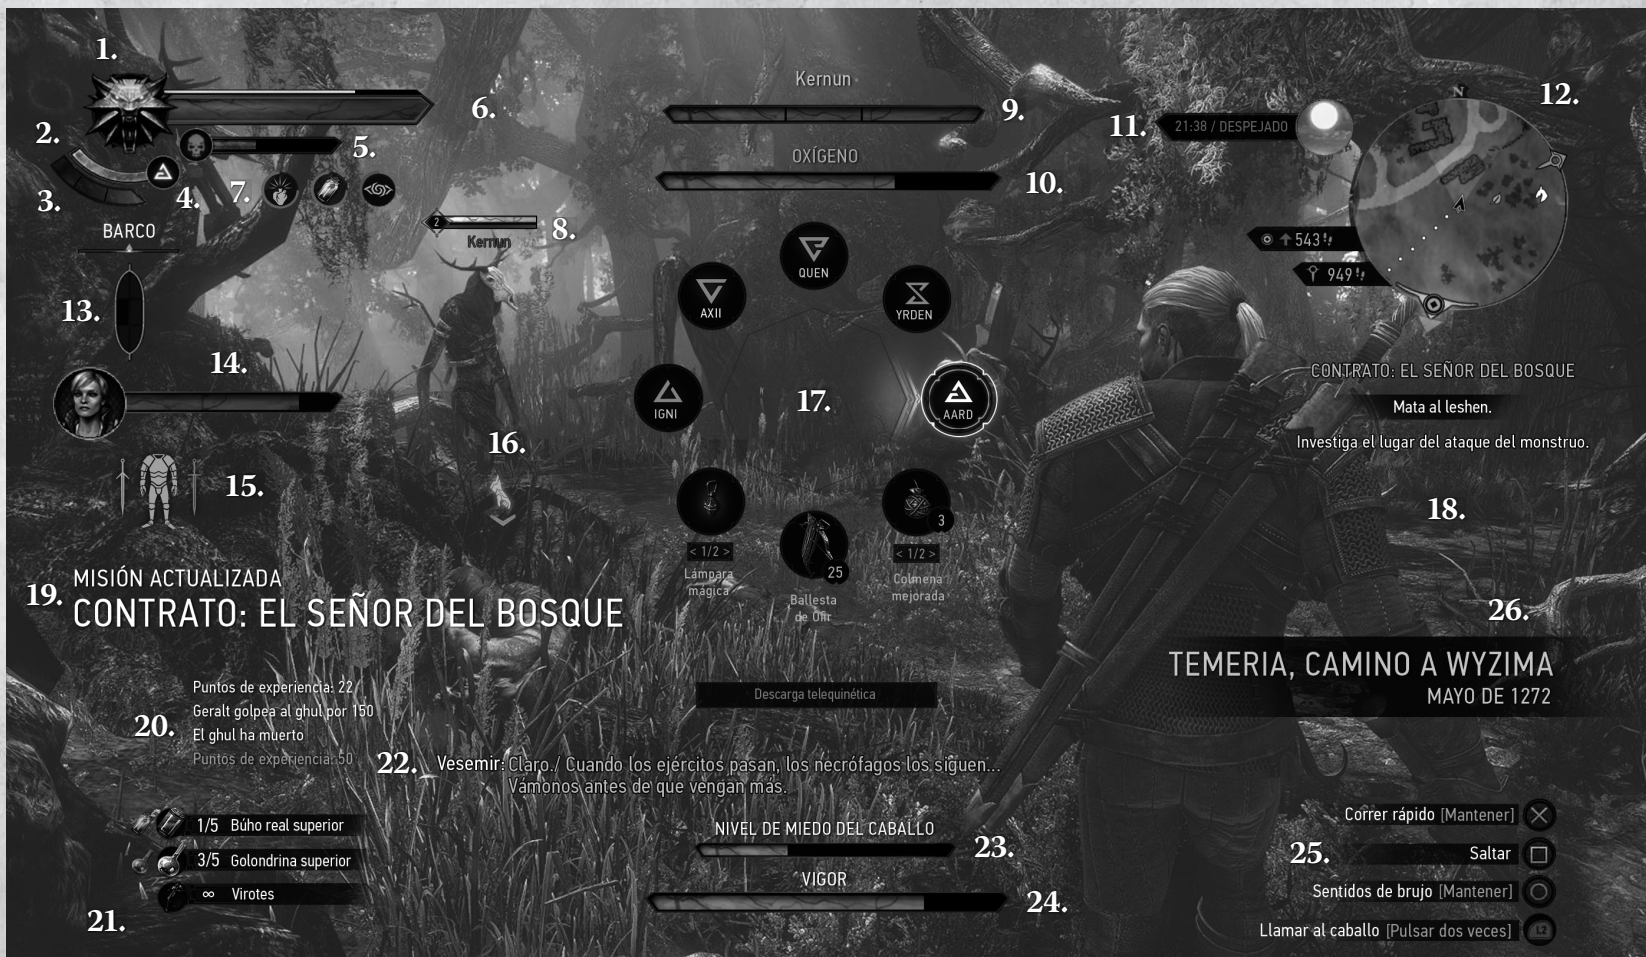 1.
Kernun
12.
6.
9.
N
2.
11.
21:38 / DESPEJADO
5.
OXÍGENO
10.
3.
4.
7.
BARCO
2
8.
Kernun
543
QUEN
949
13.
AXII
YRDEN
14.
CONTRATO: EL SEÑOR DEL BOSQUE
Mata al leshen.
IGNI
17.
AARD
16.
Investiga el lugar del ataque del monstruo.
15.
18.
3
< 1/2 >
< 1/2 >
25
Lámpara
mágica
Colmena
mejorada
Ballesta
de Ofir
19.
MISIÓN ACTUALIZADA
CONTRATO: EL SEÑOR DEL BOSQUE
26.
TEMERIA, CAMINO A WYZIMA
MAYO DE 1272
20.
Puntos de experiencia: 22
Geralt golpea al ghul por 150
El ghul ha muerto
Puntos de experiencia: 50
Descarga telequinética
22.
Vesemir: Claro./ Cuando los ejércitos pasan, los necrófagos los siguen...
Vámonos antes de que vengan más.
1/5 Búho real superior
3/5 Golondrina superior
∞ Virotes
21.
NIVEL DE MIEDO DEL CABALLO
23.
VIGOR
24.
25.
Correr rápido [Mantener]
Saltar
Sentidos de brujo [Mantener]
Llamar al caballo [Pulsar dos veces] L2